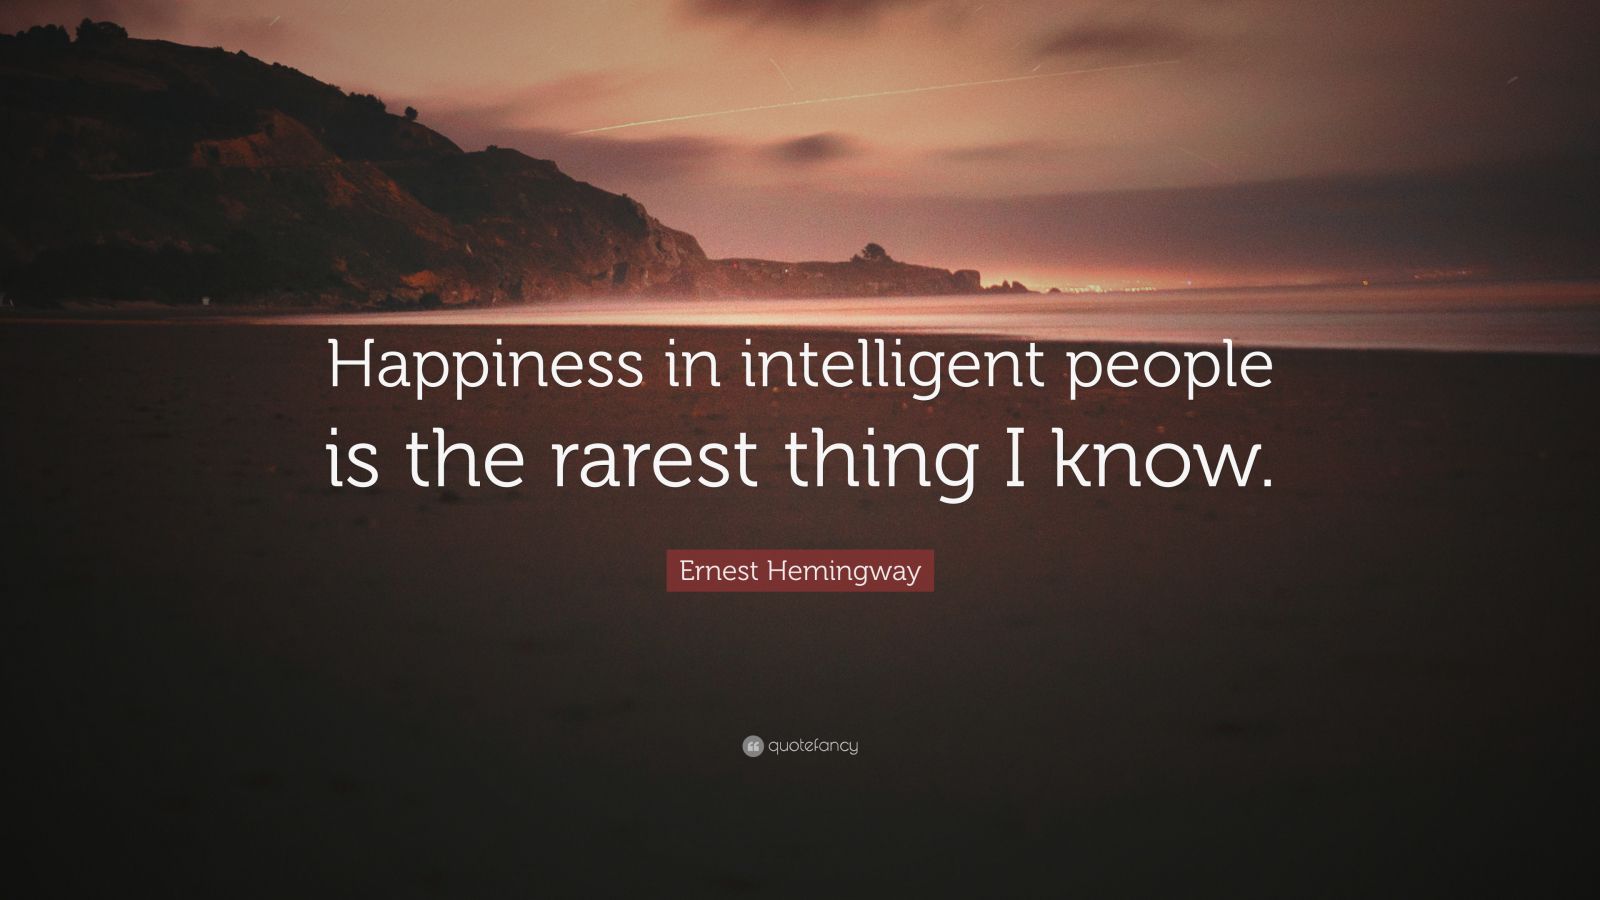 Happiness in intelligent people
is the rarest thing I know.
Ernest Hemingway
quotefancy